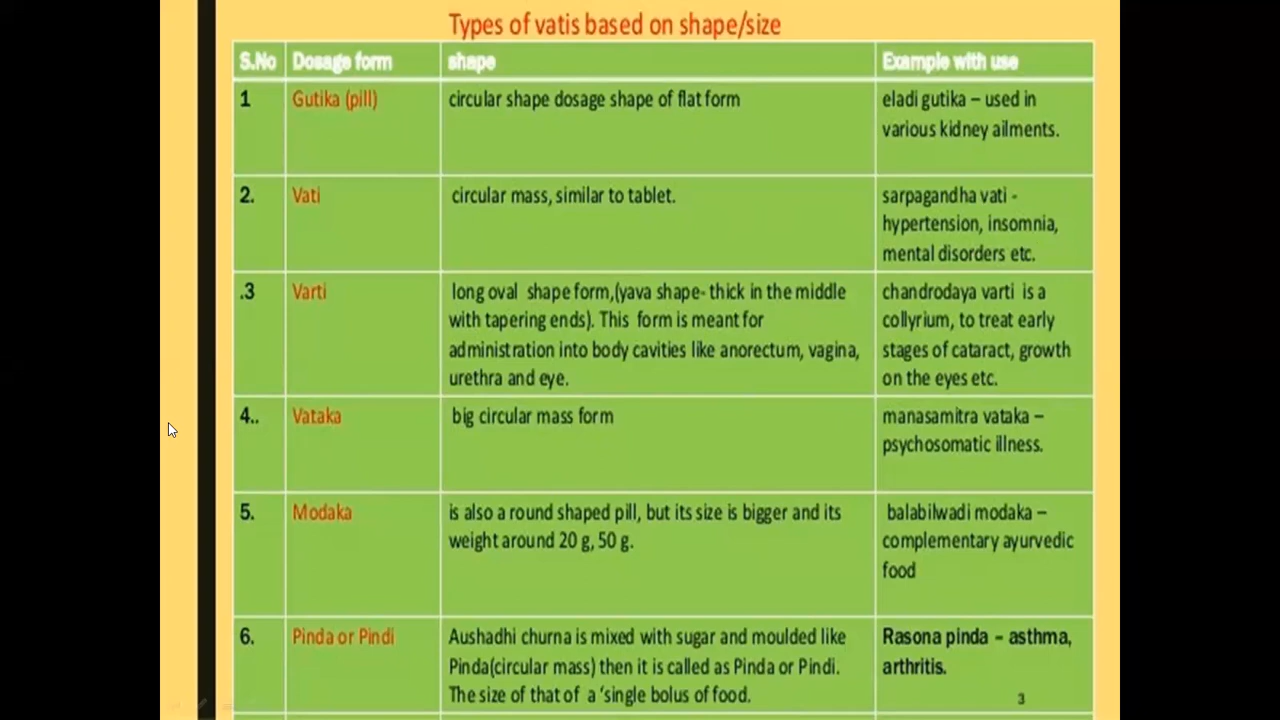 Types of vatis based on shape/size
S.No Dosage form shape Example with use
1 Gutika (pill) circular shape dosage shape of flat form eladi gutika – used in
various kidney ailments.
2. Vati circular mass, similar to tablet. sarpagandha vati -
hypertension, insomnia,
mental disorders etc.
.3 Varti long oval shape form,(yava shape- thick in the middle chandrodaya varti is a
with tapering ends). This form is meant for collyrium, to treat early
administration into body cavities like anorectum, vagina, stages of cataract, growth
urethra and eye. on the eyes etc.
4.. Vataka big circular mass form manasamitra vataka –
psychosomatic illness.
5. Modaka is also a round shaped pill, but its size is bigger and its balabilwadi modaka –
weight around 20 g, 50 g. complementary ayurvedic
food
6. Pinda or Pindi Aushadhi churna is mixed with sugar and moulded like Rasona pinda – asthma,
Pinda(circular mass) then it is called as Pinda or Pindi. arthritis.
The size of that of a ‘single bolus of food. 3